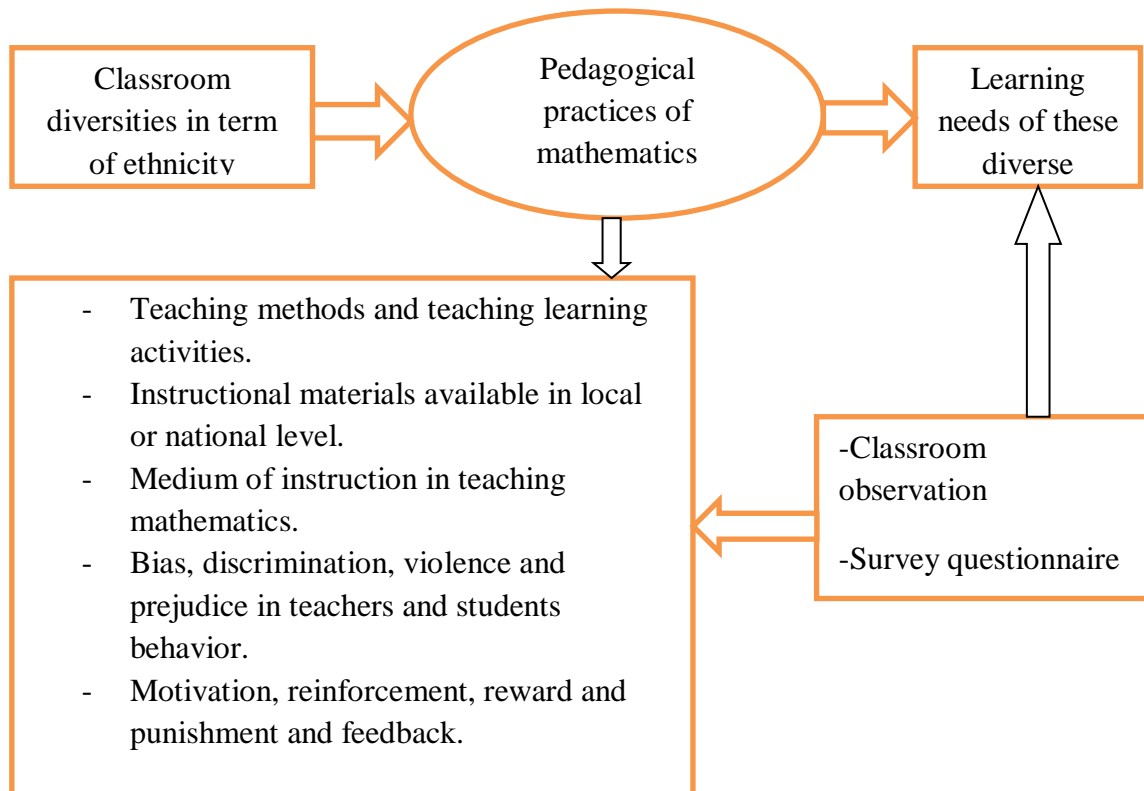 Classroom
diversities in term
of ethnicity
Pedagogical
practices of
mathematics
Learning
needs of these
diverse
- Teaching methods and teaching learning
activities.
- Instructional materials available in local
or national level.
- Medium of instruction in teaching
mathematics.
- Bias, discrimination, violence and
prejudice in teachers and students
behavior.
- Motivation, reinforcement, reward and
punishment and feedback.
-Classroom
observation
-Survey questionnaire